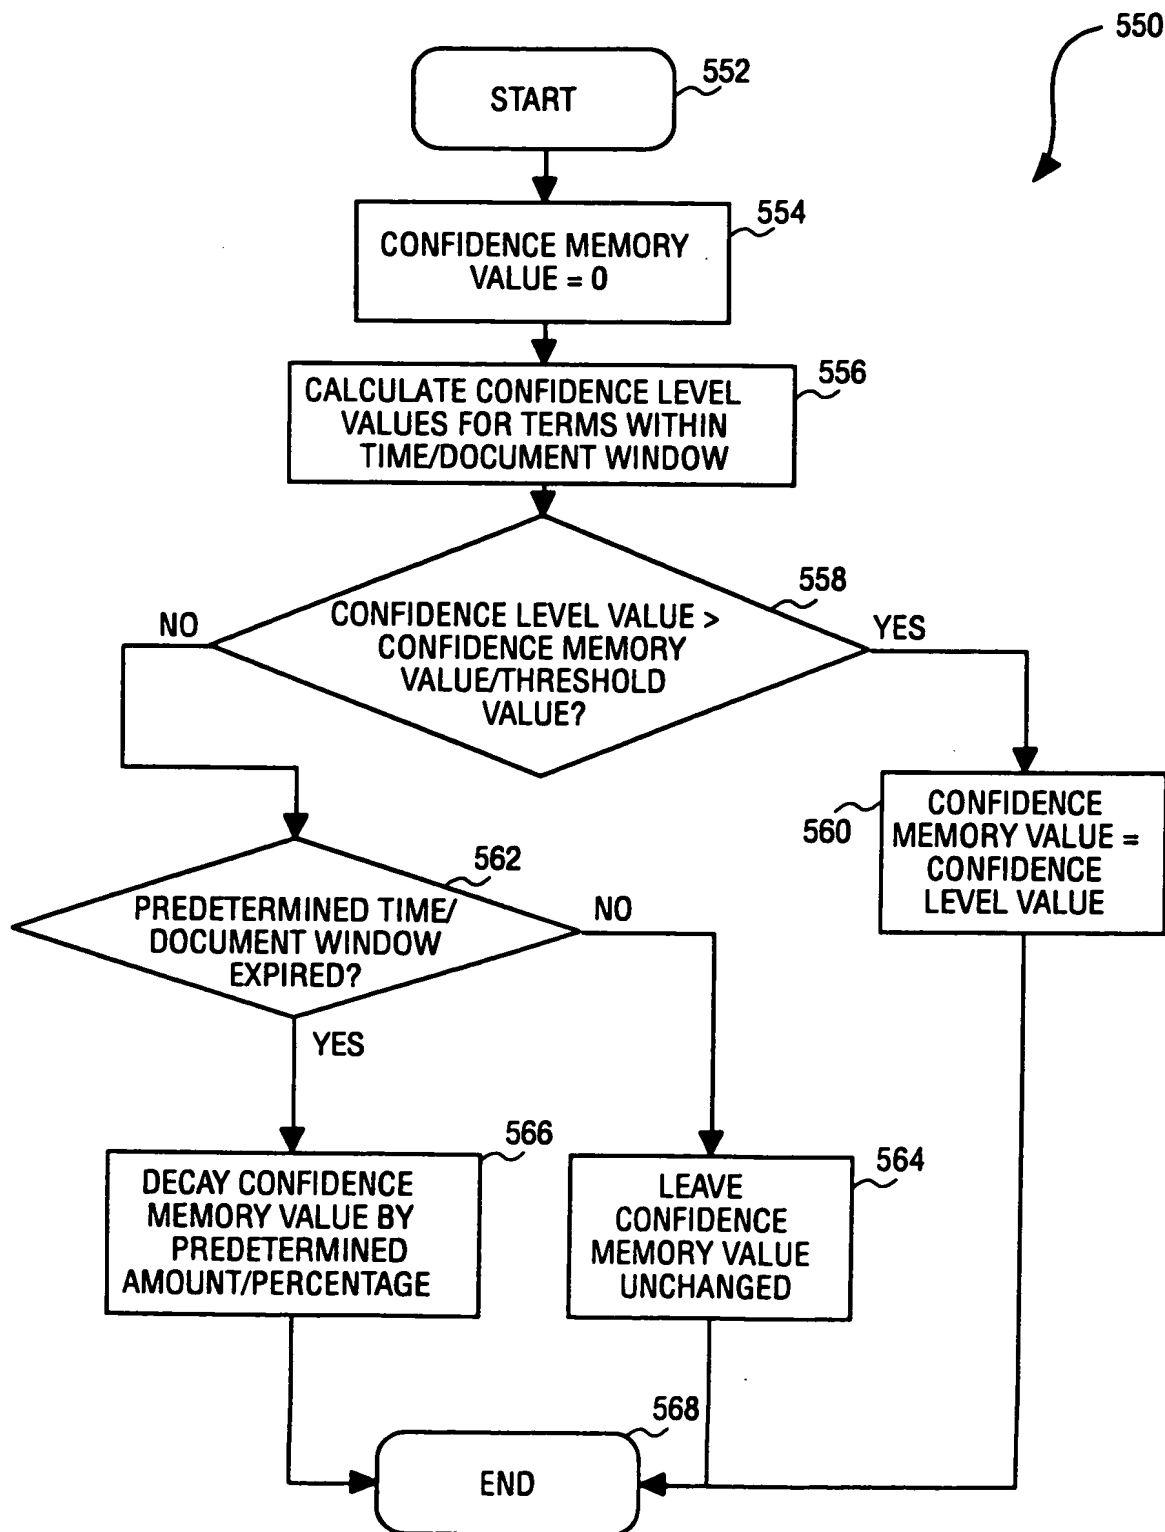 550
552
START
554
CONFIDENCE MEMORY
VALUE = 0
556
CALCULATE CONFIDENCE LEVEL
VALUES FOR TERMS WITHIN
TIME/DOCUMENT WINDOW
558
NO
CONFIDENCE LEVEL VALUE >
CONFIDENCE MEMORY
VALUE/THRESHOLD
VALUE?
YES
560
CONFIDENCE
MEMORY VALUE =
CONFIDENCE
LEVEL VALUE
562
PREDETERMINED TIME/
DOCUMENT WINDOW
EXPIRED?
NO
YES
566
DECAY CONFIDENCE
MEMORY VALUE BY
PREDETERMINED
AMOUNT/PERCENTAGE
564
LEAVE
CONFIDENCE
MEMORY VALUE
UNCHANGED
568
END